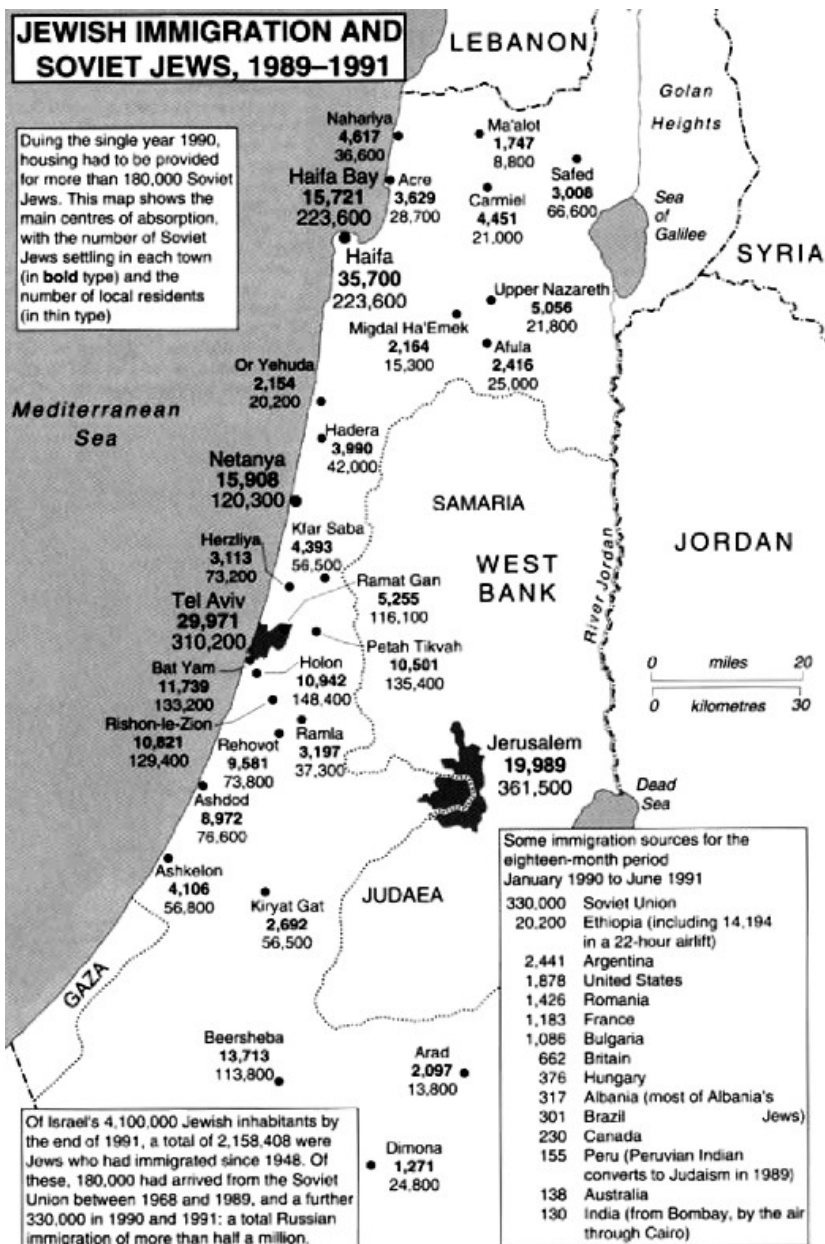 JEWISH IMMIGRATION AND
SOVIET JEWS, 1989–1991
Duing the single year 1990,
housing had to be provided
for more than 180,000 Soviet
Jews. This map shows the
main centres of absorption,
with the number of Soviet
Jews settling in each town
(in bold type) and the
number of local residents
(in thin type)
LEBANON
Golan
Heights
Nahariya
4,617
36,600
Ma'alot
1,747
8,800
Safed
3,008
66,600
Haifa Bay
15,721
223,600
Acre
3,629
28,700
Carmiel
4,451
21,000
Sea
of
Galilee
SYRIA
Haifa
35,700
223,600
Upper Nazareth
5,056
21,800
Migdal Ha'Emek
2,164
15,300
Afula
2,416
25,000
Or Yehuda
2,154
20,200
Mediterranean
Sea
Hadera
3,990
42,000
Netanya
15,908
120,300
SAMARIA
WEST
BANK
JORDAN
River Jordan
Kfar Saba
4,393
56,500
Herzliya
3,113
73,200
Ramat Gan
5,255
116,100
Tel Aviv
29,971
310,200
Petah Tikvah
10,501
135,400
Bat Yam
11,739
133,200
Holon
10,942
148,400
0 miles 20
0 kilometres 30
Rishon-le-Zion
10,821
129,400
Rehovot
9,581
73,800
Ramla
3,197
37,300
Jerusalem
19,989
361,500
Dead
Sea
Ashdod
8,972
76,600
Ashkelon
4,106
56,800
Kiryat Gat
2,692
56,500
JUDAEA
GAZA
Beersheba
13,713
113,800
Arad
2,097
13,800
Dimona
1,271
24,800
Some immigration sources for the
eighteen-month period
January 1990 to June 1991
330,000 Soviet Union
20,200 Ethiopia (including 14,194
in a 22-hour airlift)
2,441 Argentina
1,878 United States
1,426 Romania
1,183 France
1,086 Bulgaria
662 Britain
376 Hungary
317 Albania (most of Albania's
301 Brazil Jews)
230 Canada
155 Peru (Peruvian Indian
converts to Judaism in 1989)
138 Australia
130 India (from Bombay, by the air
through Cairo)
Of Israel's 4,100,000 Jewish inhabitants by
the end of 1991, a total of 2,158,408 were
Jews who had immigrated since 1948. Of
these, 180,000 had arrived from the Soviet
Union between 1968 and 1989, and a further
330,000 in 1990 and 1991: a total Russian
immigration of more than half a million.